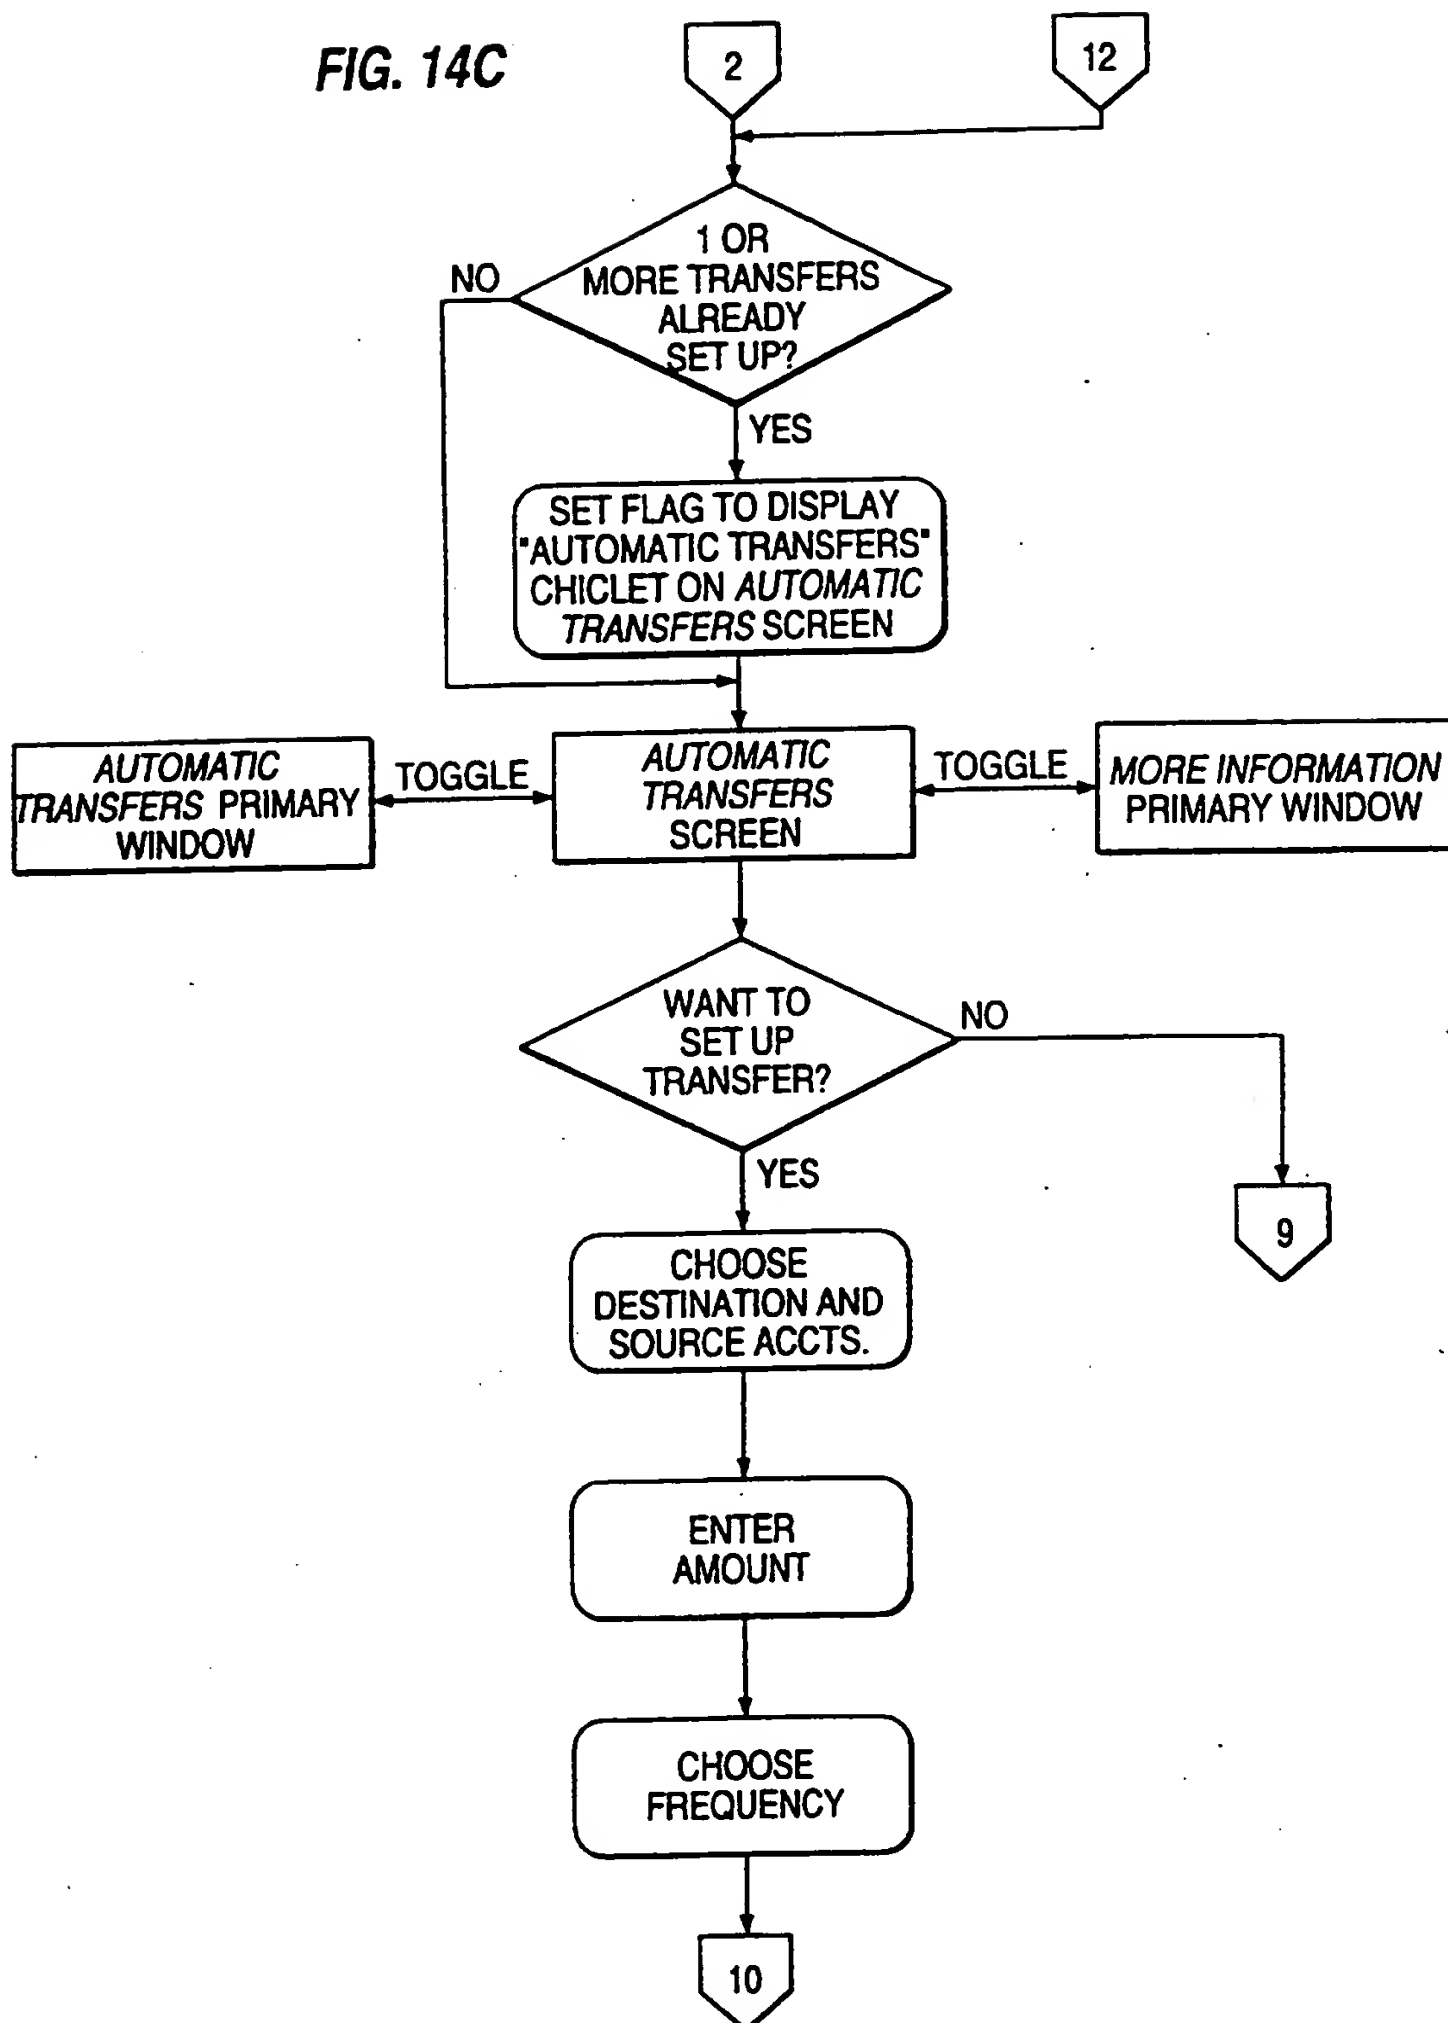 FIG. 14C
2
12
1 OR
MORE TRANSFERS
ALREADY
SET UP?
NO
YES
SET FLAG TO DISPLAY
"AUTOMATIC TRANSFERS"
CHICLET ON AUTOMATIC
TRANSFERS SCREEN
AUTOMATIC
TRANSFERS PRIMARY
WINDOW
TOGGLE
AUTOMATIC
TRANSFERS
SCREEN
TOGGLE
MORE INFORMATION
PRIMARY WINDOW
WANT TO
SET UP
TRANSFER?
NO
YES
9
CHOOSE
DESTINATION AND
SOURCE ACCTS.
ENTER
AMOUNT
CHOOSE
FREQUENCY
10